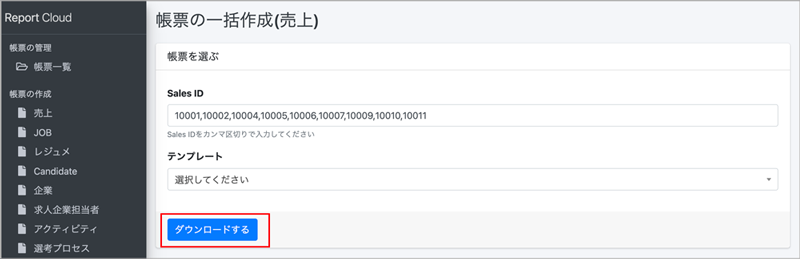 Report Cloud
帳票の管理
帳票一覧
帳票の作成
売上
JOB
レジュメ
Candidate
企業
求人企業担当者
アクティビティ
選考プロセス
帳票の一括作成(売上)
帳票を選ぶ
Sales ID
10001,10002,10004,10005,10006,10007,10009,10010,10011
Sales IDをカンマ区切りで入力してください
テンプレート
選択してください
ダウンロードする